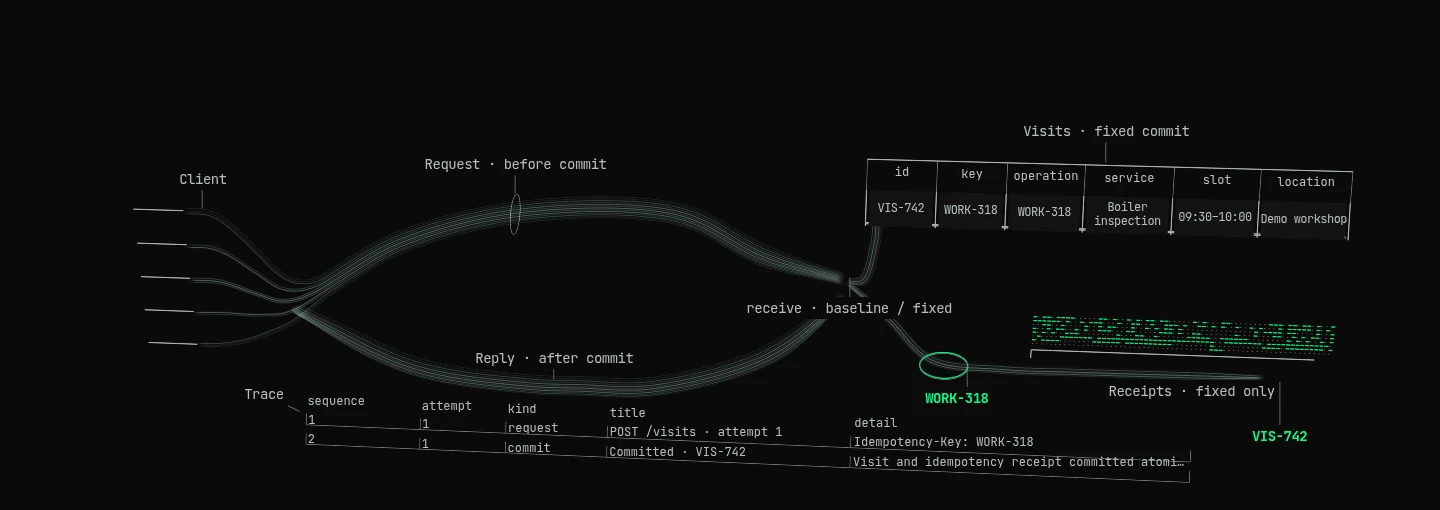 Visits · fixed commit
Request · before commit
Client
id key operation service slot location
VIS-742 WORK-318 WORK-318 Boiler inspection 09:30–10:00 Demo workshop
receive · baseline / fixed
Reply · after commit
Receipts · fixed only
WORK-318
VIS-742
Trace
sequence attempt kind title detail
1 1 request POST /visits · attempt 1 Idempotency-Key: WORK-318
2 1 commit Committed · VIS-742 Visit and idempotency receipt committed atomi…